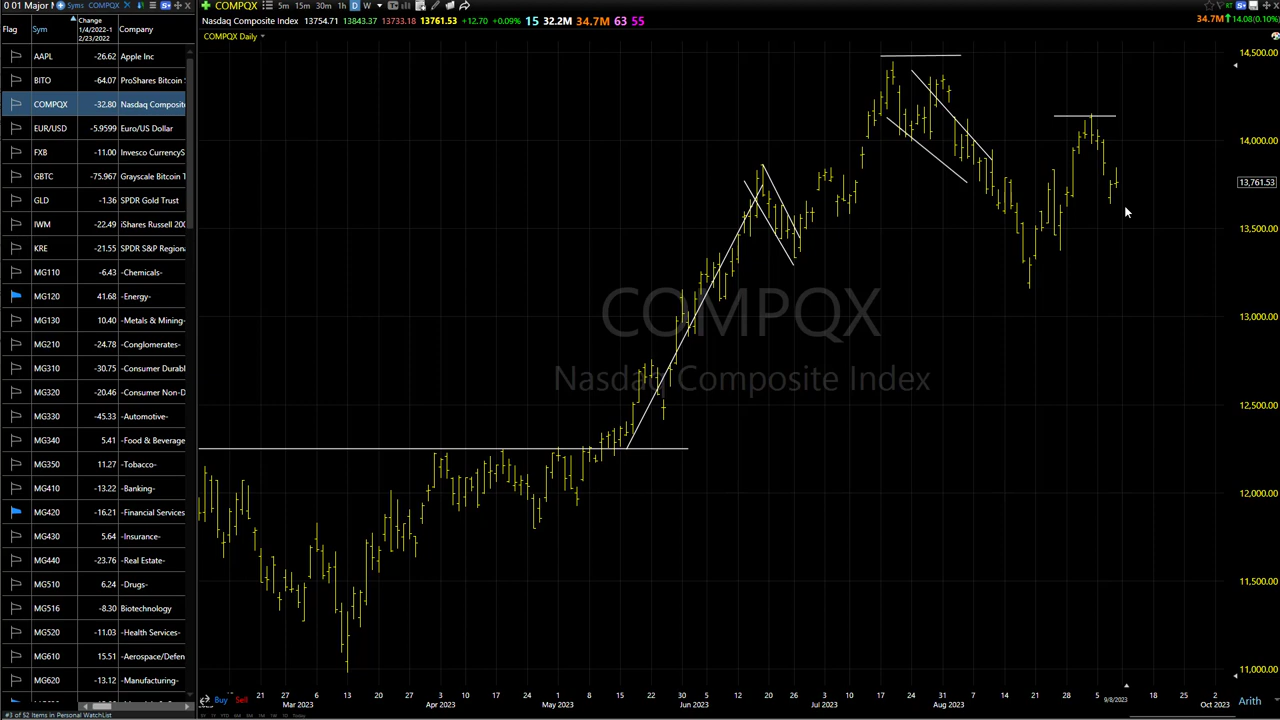 0 01 Major M Syms COMPQX
COMPQX 5m 15m 30m 1h D W
Nasdaq Composite Index 13754.71 13843.37 13733.18 13761.53 +12.70 +0.09% 15 32.2M 34.7M 63 55
34.7M 14.08(0.10%)
COMPQX Daily
Flag Sym Change 1/4/2022-1 2/23/2022 Company
AAPL -26.62 Apple Inc
BITO -64.07 ProShares Bitcoin S
COMPQX -32.80 Nasdaq Composite
EUR/USD -5.9599 Euro/US Dollar
FXB -11.00 Invesco CurrencyS
GBTC -75.967 Grayscale Bitcoin T
GLD -1.36 SPDR Gold Trust
IWM -22.49 iShares Russell 200
KRE -21.55 SPDR S&P Regiona
MG110 -6.43 -Chemicals-
MG120 41.68 -Energy-
MG130 10.40 -Metals & Mining-
MG210 -24.78 -Conglomerates-
MG310 -30.75 -Consumer Durabl
MG320 -20.46 -Consumer Non-D
MG330 -45.33 -Automotive-
MG340 5.41 -Food & Beverage
MG350 11.27 -Tobacco-
MG410 -13.22 -Banking-
MG420 -16.21 -Financial Services
MG430 5.64 -Insurance-
MG440 -23.76 -Real Estate-
MG510 6.24 -Drugs-
MG516 -8.30 Biotechnology
MG520 -11.03 -Health Services-
MG610 15.51 -Aerospace/Defen
MG620 -13.12 -Manufacturing-
#3 of 52 Items in Personal WatchList
COMPQX
Nasdaq Composite Index
14,500.00
14,000.00
13,761.53
13,500.00
13,000.00
12,500.00
12,000.00
11,500.00
11,000.00
Buy Sell
21 27 6 13 20 27 3 10 17 24 1 8 15 22 30 5 12 20 26 3 10 17 24 31 7 14 21 28 5 18 25 2
Mar 2023 Apr 2023 May 2023 Jun 2023 Jul 2023 Aug 2023 9/8/2023 Oct 2023
Arith